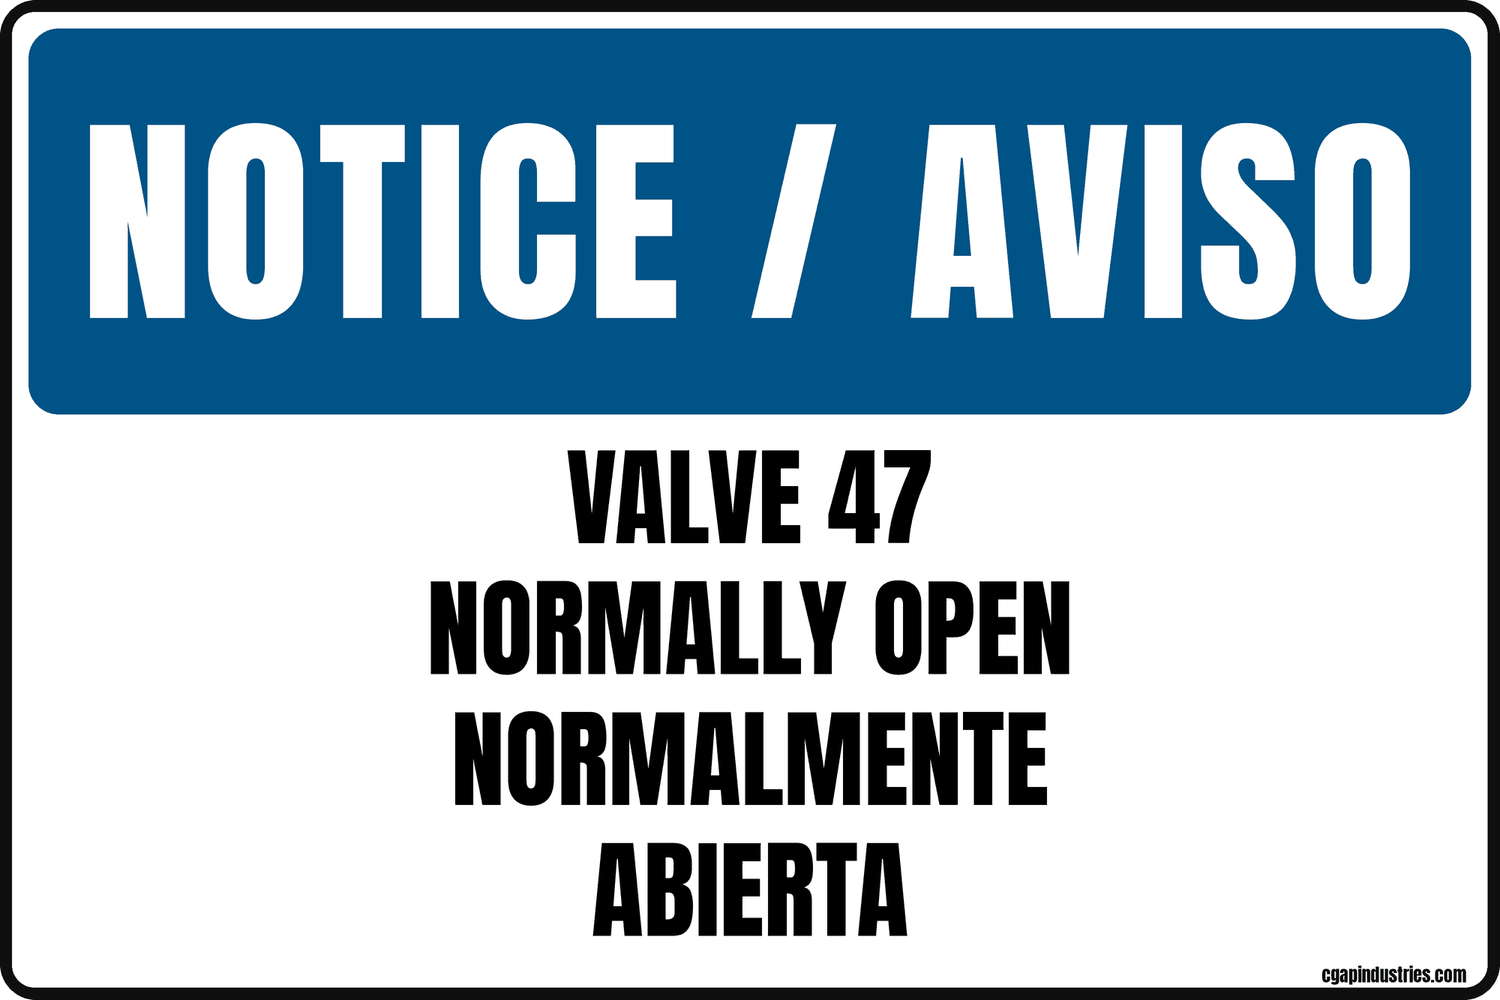 NOTICE / AVISO
VALVE 47
NORMALLY OPEN
NORMALMENTE
ABIERTA
cgapindustries.com